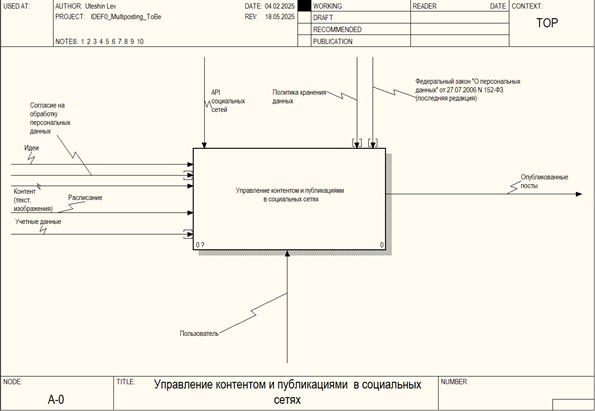 USED AT:
AUTHOR: Uteshin Lev
DATE: 04.02.2025
PROJECT: IDEF0_Multiposting_ToBe
REV: 18.05.2025
NOTES: 1 2 3 4 5 6 7 8 9 10
WORKING
DRAFT
RECOMMENDED
PUBLICATION
READER
DATE
CONTEXT:
TOP
API
социальных
сетей
Политика хранения
данных
Федеральный закон "О персональных
данных" от 27.07.2006 N 152-ФЗ
(последняя редакция)
Согласие на
обработку
персональных
данных
Идеи
Контент
(текст,
изображения)
Расписание
Учетные данные
Управление контентом и публикациями
в социальных сетях
0 ?
0
Опубликованные
посты
Пользователь
NODE:
A-0
TITLE:
Управление контентом и публикациями в социальных
сетях
NUMBER: